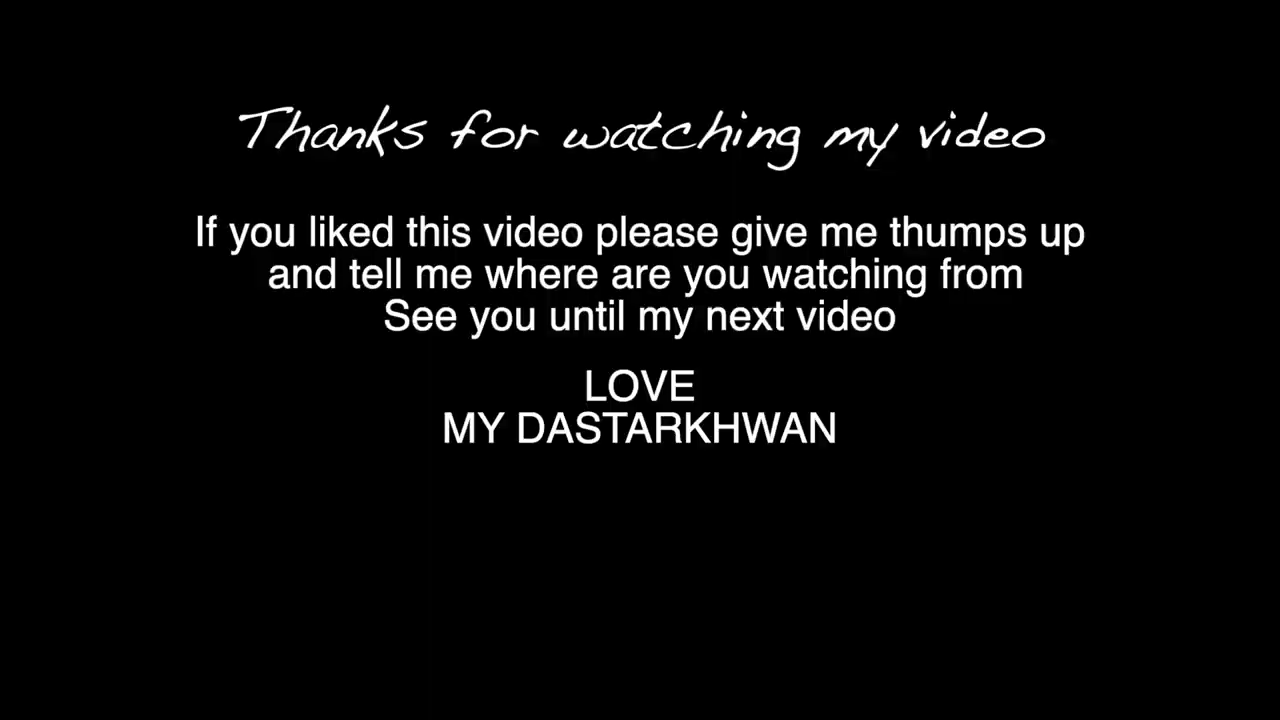 Thanks for watching my video
If you liked this video please give me thumps up
and tell me where are you watching from
See you until my next video
LOVE
MY DASTARKHWAN